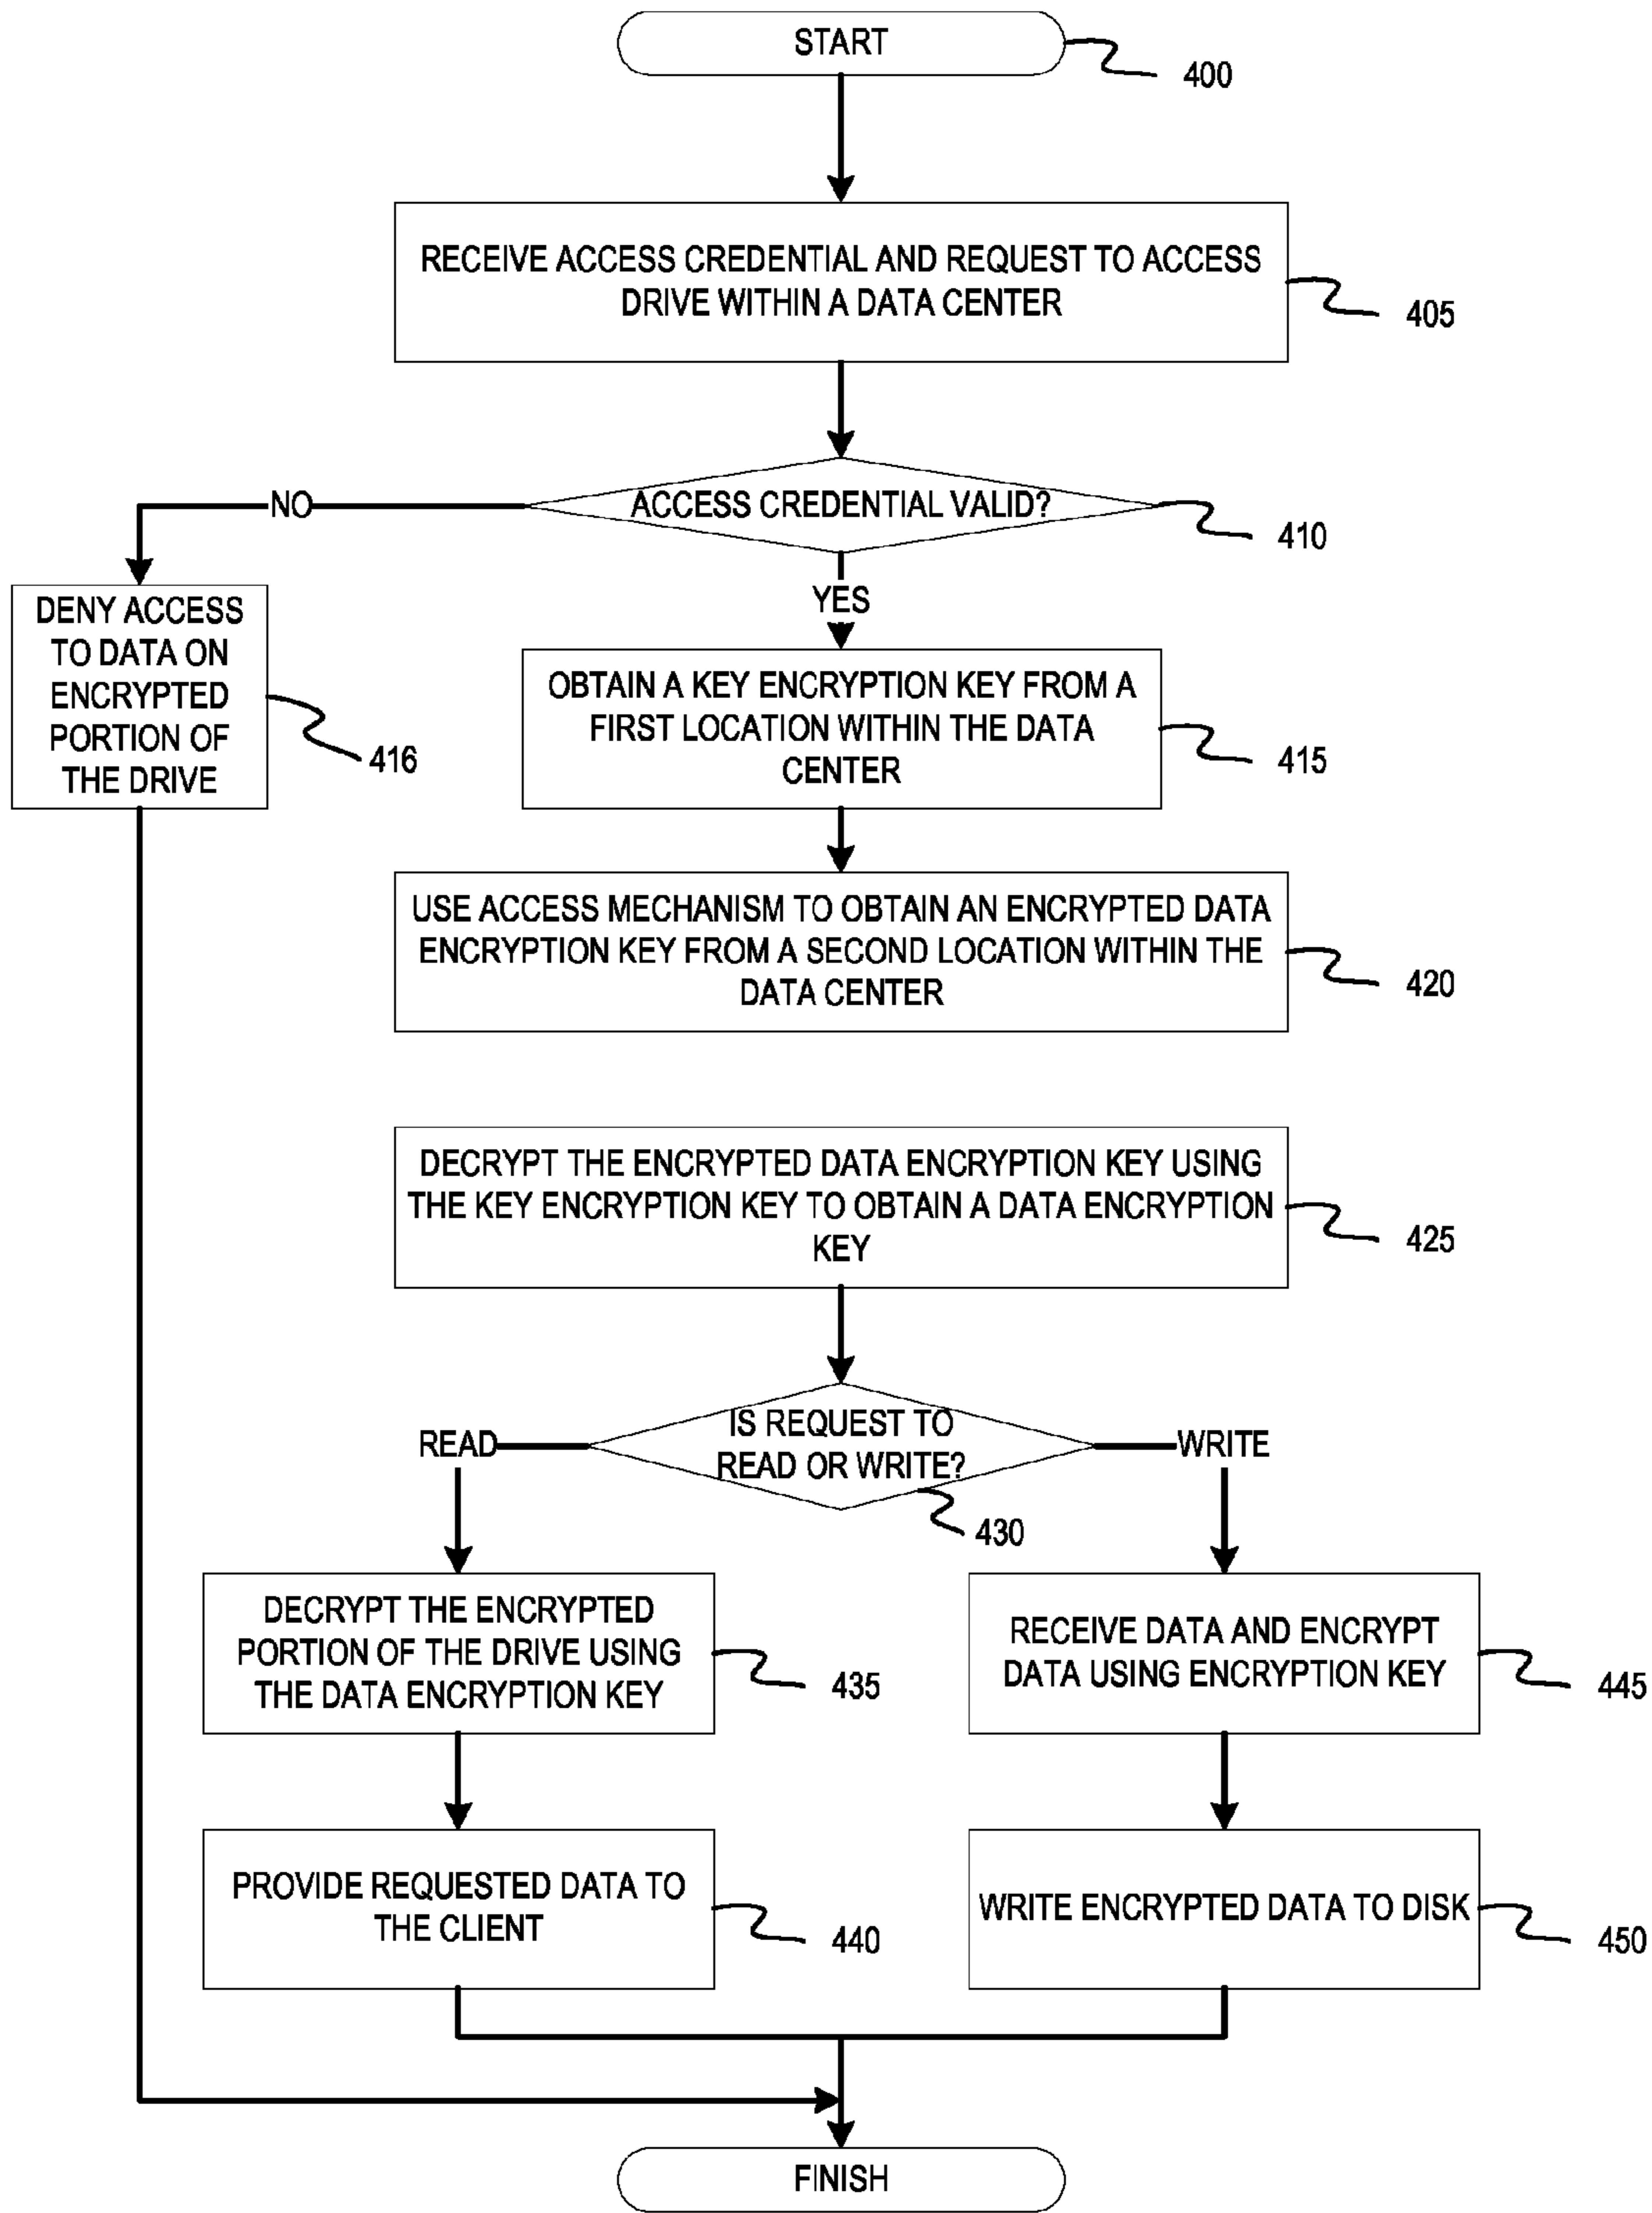 START
400
RECEIVE ACCESS CREDENTIAL AND REQUEST TO ACCESS
DRIVE WITHIN A DATA CENTER
405
NO
ACCESS CREDENTIAL VALID?
410
YES
DENY ACCESS
TO DATA ON
ENCRYPTED
PORTION OF
THE DRIVE
416
OBTAIN A KEY ENCRYPTION KEY FROM A
FIRST LOCATION WITHIN THE DATA
CENTER
415
USE ACCESS MECHANISM TO OBTAIN AN ENCRYPTED DATA
ENCRYPTION KEY FROM A SECOND LOCATION WITHIN THE
DATA CENTER
420
DECRYPT THE ENCRYPTED DATA ENCRYPTION KEY USING
THE KEY ENCRYPTION KEY TO OBTAIN A DATA ENCRYPTION
KEY
425
READ
IS REQUEST TO
READ OR WRITE?
WRITE
430
DECRYPT THE ENCRYPTED
PORTION OF THE DRIVE USING
THE DATA ENCRYPTION KEY
435
RECEIVE DATA AND ENCRYPT
DATA USING ENCRYPTION KEY
445
PROVIDE REQUESTED DATA TO
THE CLIENT
440
WRITE ENCRYPTED DATA TO DISK
450
FINISH